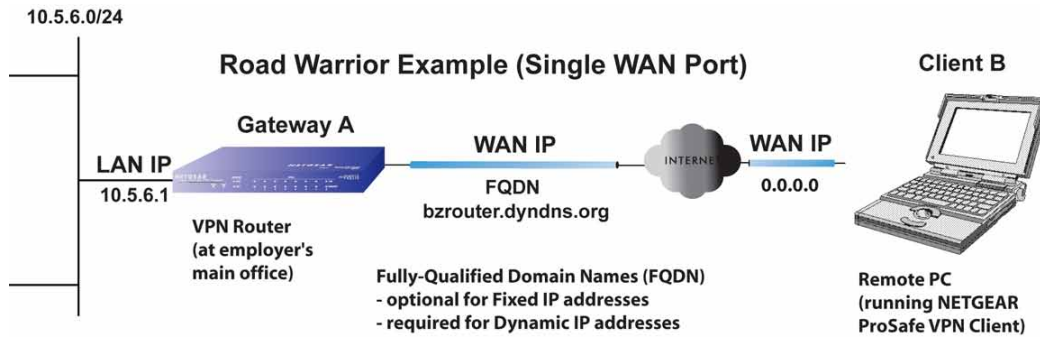 10.5.6.0/24
Road Warrior Example (Single WAN Port)
Client B
Gateway A
LAN IP
10.5.6.1
NETGEAR
NETGEAR
WAN IP
FQDN
bzrouter.dyndns.org
INTERNET
WAN IP
0.0.0.0
VPN Router
(at employer's
main office)
Fully-Qualified Domain Names (FQDN)
- optional for Fixed IP addresses
- required for Dynamic IP addresses
Remote PC
(running NETGEAR
ProSafe VPN Client)